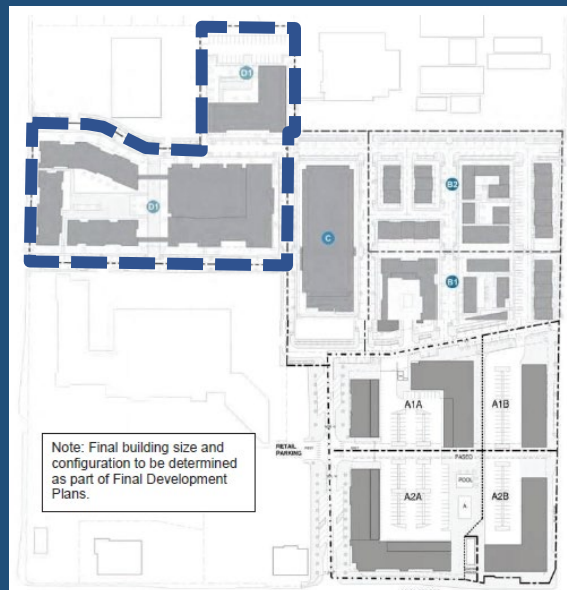 D1
D1
B2
C
B1
A1A
A1B
RETAIL
PARKING
PASEO
Note: Final building size and
configuration to be determined
as part of Final Development
Plans.
POOL
A2A
A
A2B